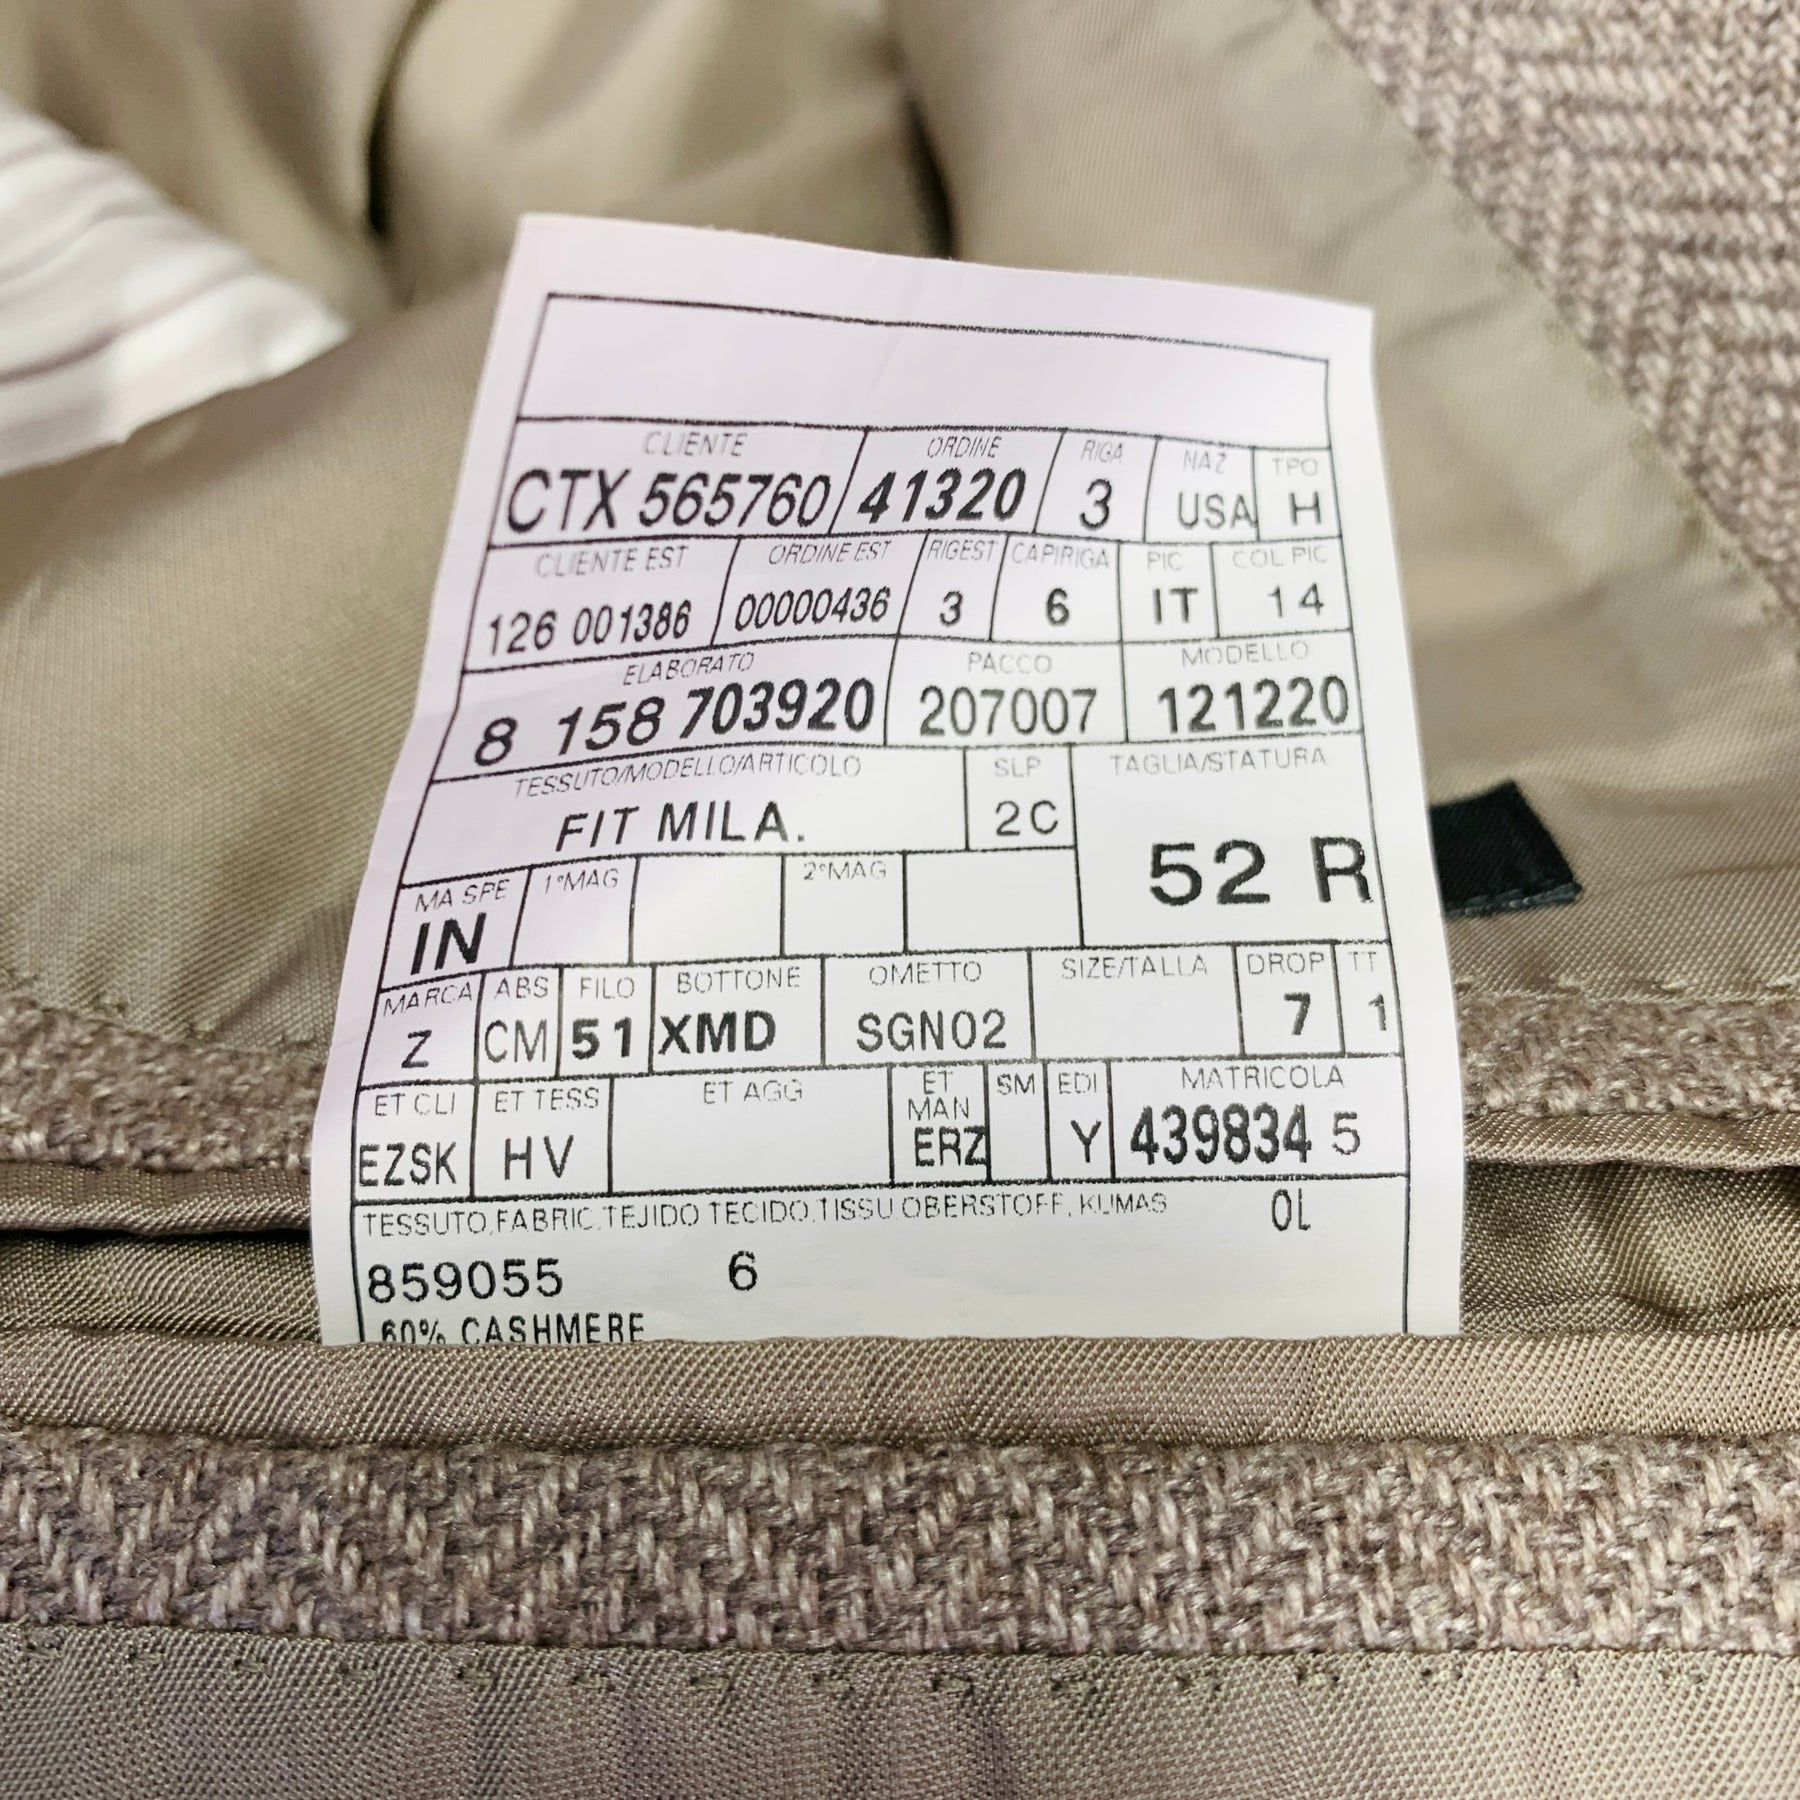 CLIENTE ORDINE RIGA NAZ TPO
CTX 565760 41320 3 USA H
CLIENTE EST ORDINE EST RIGEST CAPIRIGA PIC COL PIC
126 001386 00000436 3 6 IT 14
ELABORATO PACCO MODELLO
8 158 703920 207007 121220
TESSUTO/MODELLO/ARTICOLO SLP TAGLIA/STATURA
FIT MILA. 2C 52 R
MA SPE 1°MAG 2°MAG
IN
MARCA ABS FILO BOTTONE OMETTO SIZE/TALLA DROP TT
Z CM 51 XMD SGN02 7 1
ET CLI ET TESS ET AGG ET MAN SM EDI MATRICOLA
EZSK HV ERZ Y 439834 5
TESSUTO,FABRIC,TEJIDO TECIDO,TISSU OBERSTOFF, KUMAS OL
859055 6
60% CASHMERE